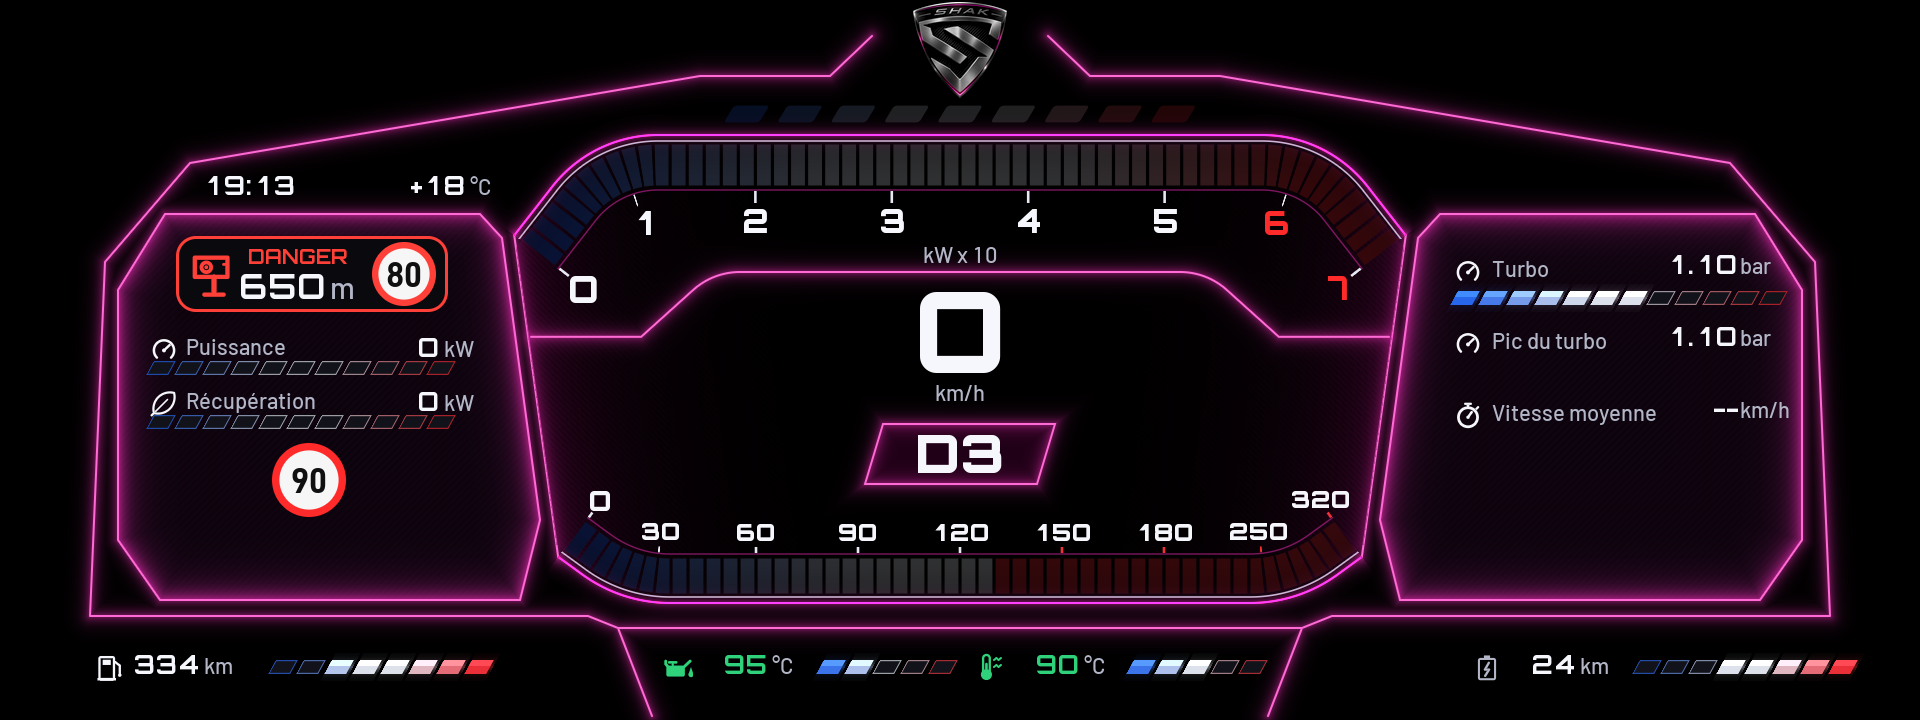 SHAK
19:13
+18 °C
DANGER
650 m
80
Puissance 0 kW
Récupération 0 kW
90
0 1 2 3 4 5 6 7
kW x 10
0
km/h
D3
0 30 60 90 120 150 180 250 320
Turbo 1.10 bar
Pic du turbo 1.10 bar
Vitesse moyenne --km/h
334 km
95 °C
90 °C
24 km